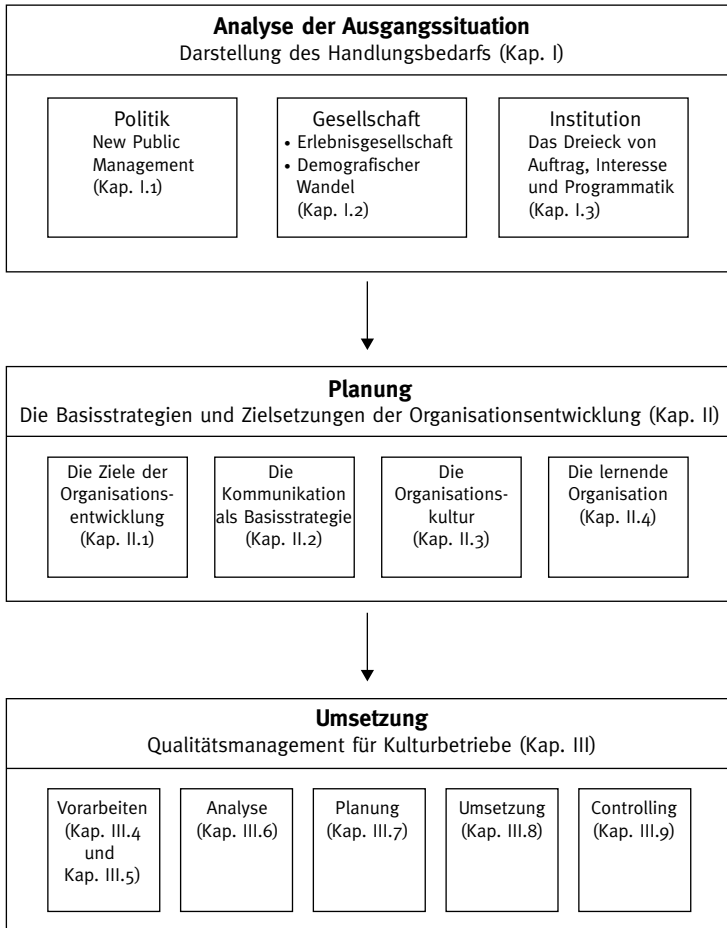 Analyse der Ausgangssituation
Darstellung des Handlungsbedarfs (Kap. I)
Politik
New Public
Management
(Kap. I.1)
Gesellschaft
• Erlebnisgesellschaft
• Demografischer
Wandel
(Kap. I.2)
Institution
Das Dreieck von
Auftrag, Interesse
und Programmatik
(Kap. I.3)
Planung
Die Basisstrategien und Zielsetzungen der Organisationsentwicklung (Kap. II)
Die Ziele der
Organisations-
entwicklung
(Kap. II.1)
Die
Kommunikation
als Basisstrategie
(Kap. II.2)
Die
Organisations-
kultur
(Kap. II.3)
Die lernende
Organisation
(Kap. II.4)
Umsetzung
Qualitätsmanagement für Kulturbetriebe (Kap. III)
Vorarbeiten
(Kap. III.4
und
Kap. III.5)
Analyse
(Kap. III.6)
Planung
(Kap. III.7)
Umsetzung
(Kap. III.8)
Controlling
(Kap. III.9)